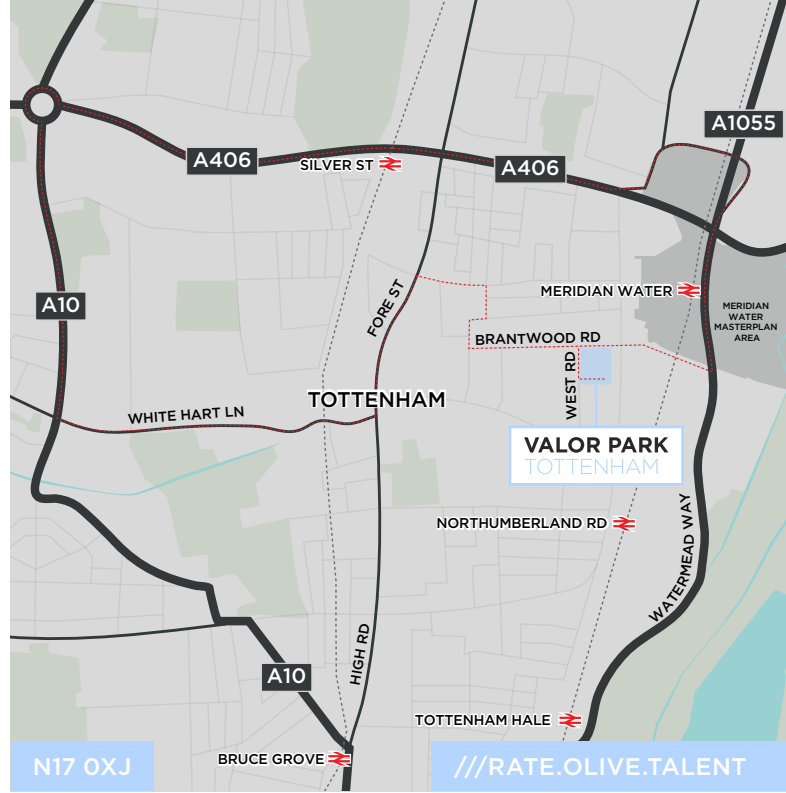 A1055
A406
SILVER ST
A406
MERIDIAN WATER
A10
FORE ST
MERIDIAN
WATER
MASTERPLAN
AREA
BRANTWOOD RD
WEST RD
TOTTENHAM
WHITE HART LN
VALOR PARK
TOTTENHAM
NORTHUMBERLAND RD
WATERMEAD WAY
HIGH RD
A10
TOTTENHAM HALE
BRUCE GROVE
N17 0XJ
///RATE.OLIVE.TALENT